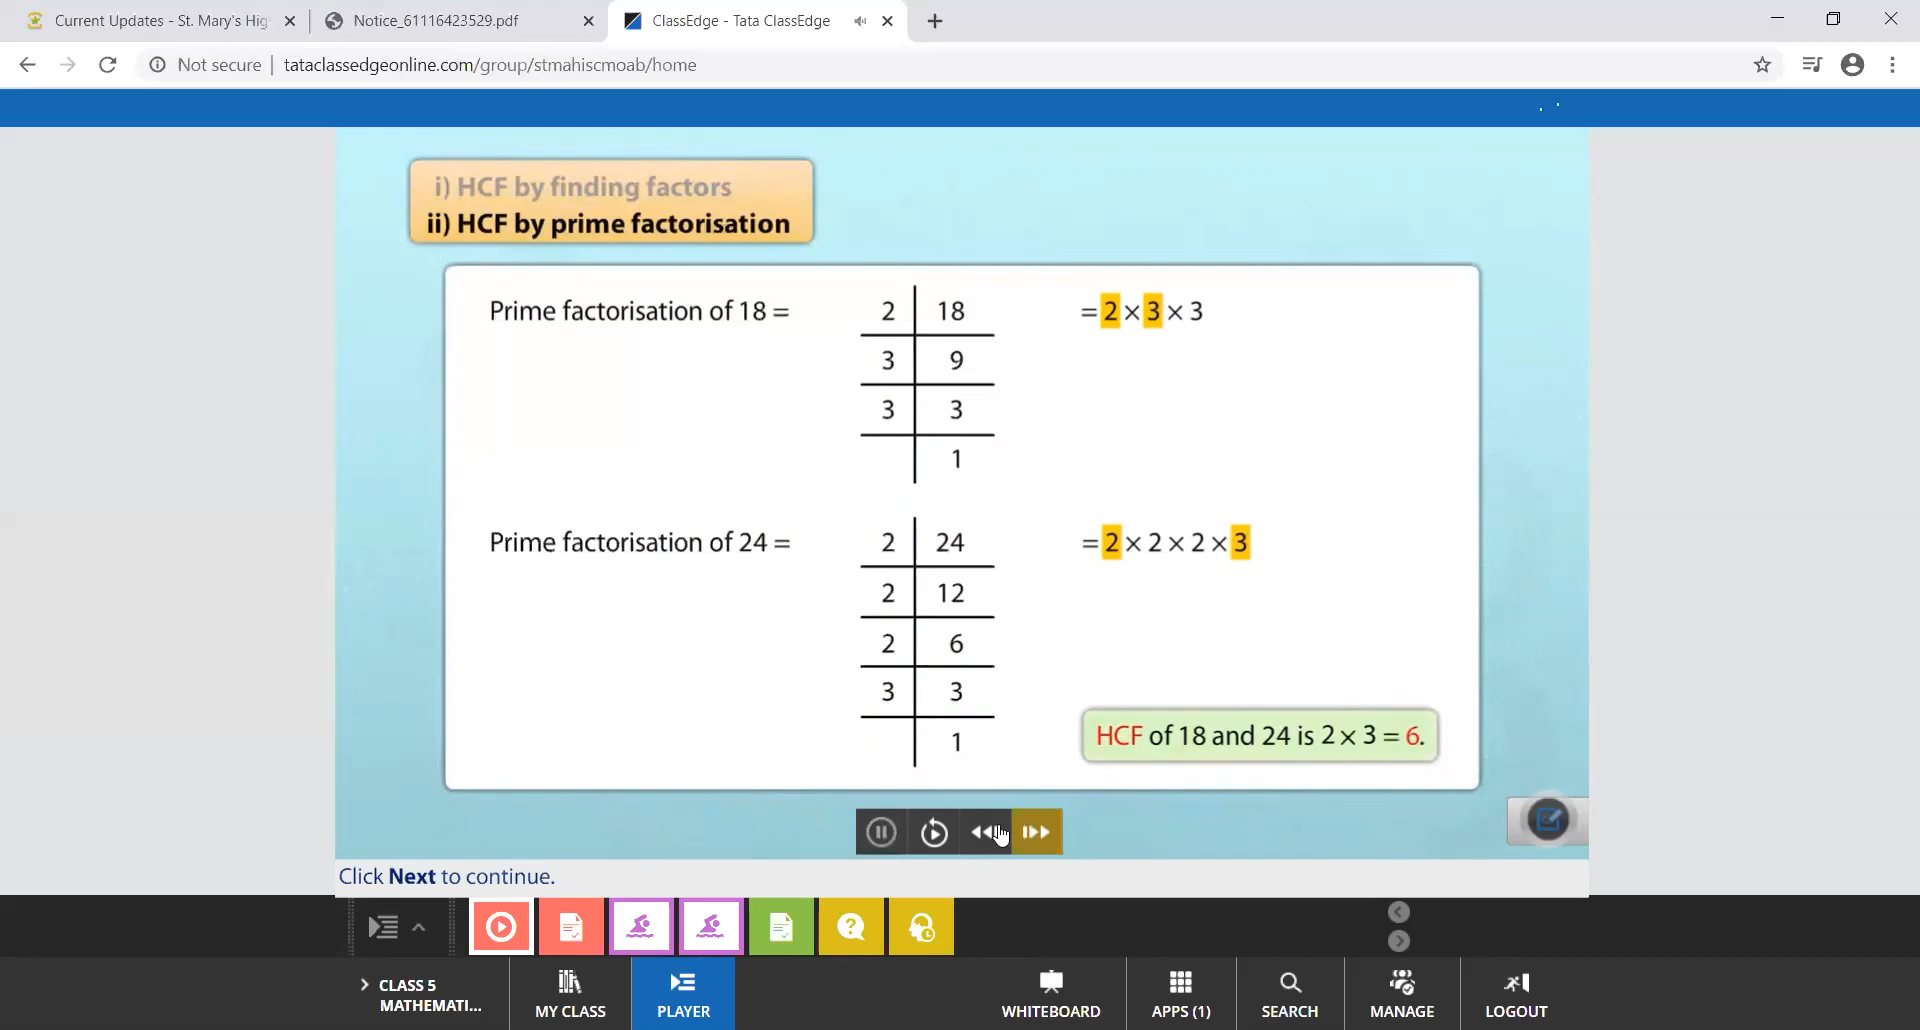 Current Updates - St. Mary's Hig
Notice_61116423529.pdf
ClassEdge - Tata ClassEdge
Not secure | tataclassedgeonline.com/group/stmahiscmoab/home
i) HCF by finding factors
ii) HCF by prime factorisation
Prime factorisation of 18 = 2 18 = 2 × 3 × 3
3 9
3 3
1
Prime factorisation of 24 = 2 24 = 2 × 2 × 2 × 3
2 12
2 6
3 3
1
HCF of 18 and 24 is 2 × 3 = 6.
Click Next to continue.
CLASS 5
MATHEMATI...
MY CLASS
PLAYER
WHITEBOARD
APPS (1)
SEARCH
MANAGE
LOGOUT